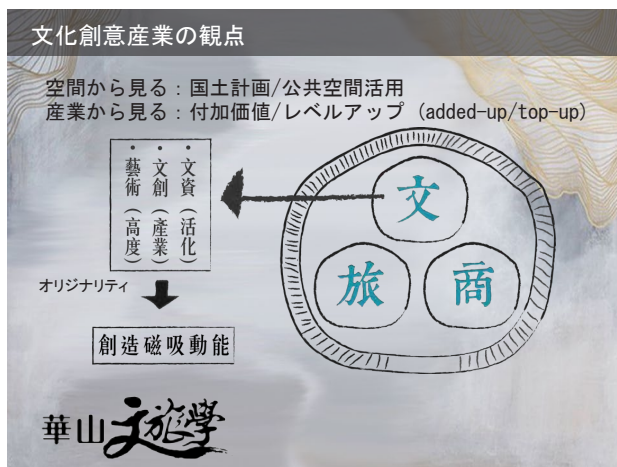 文化創意産業の観点
空間から見る：国土計画/公共空間活用
産業から見る：付加価値/レベルアップ (added-up/top-up)
・文資（活化）
・文創（產業）
・藝術（高度）
文
旅
商
オリジナリティ
創造磁吸動能
華山文旅學